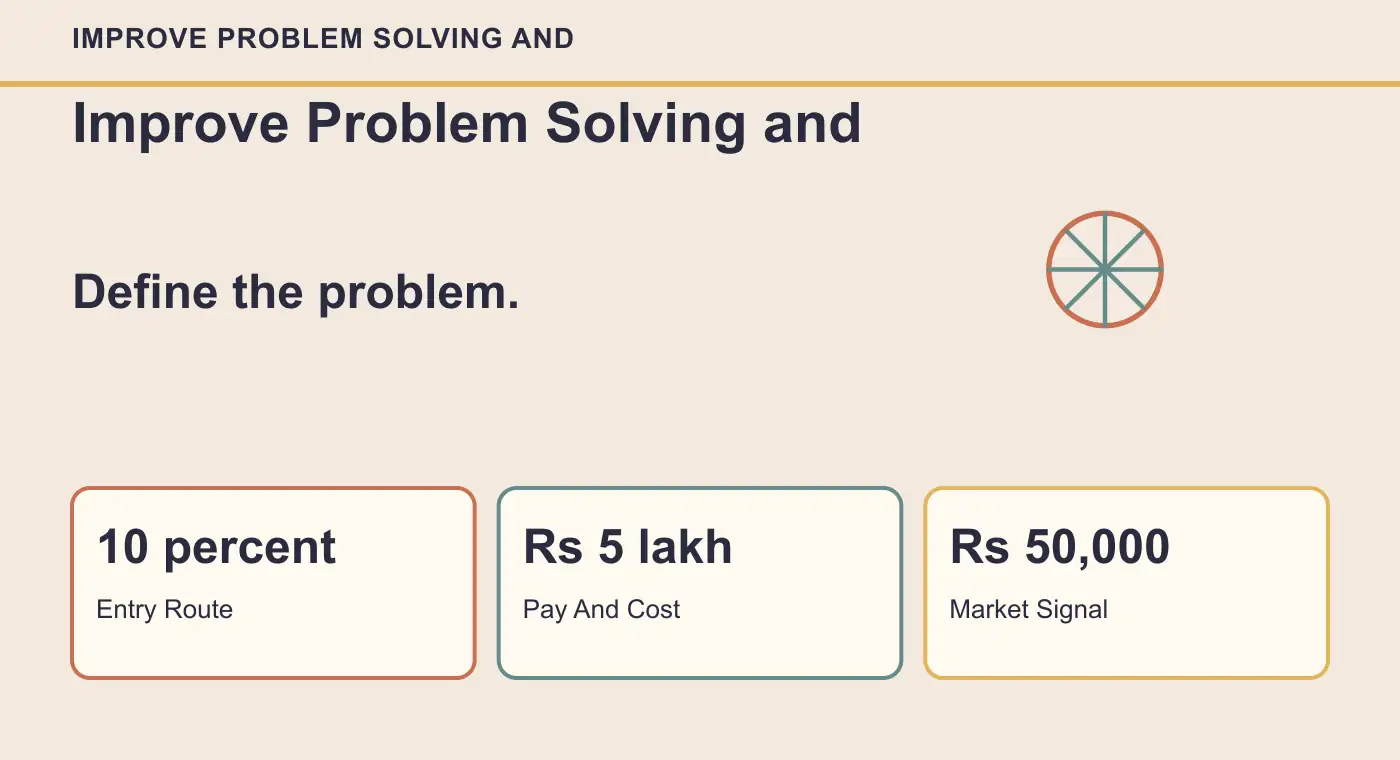 IMPROVE PROBLEM SOLVING AND
Improve Problem Solving and
Define the problem.
10 percent
Entry Route
Rs 5 lakh
Pay And Cost
Rs 50,000
Market Signal